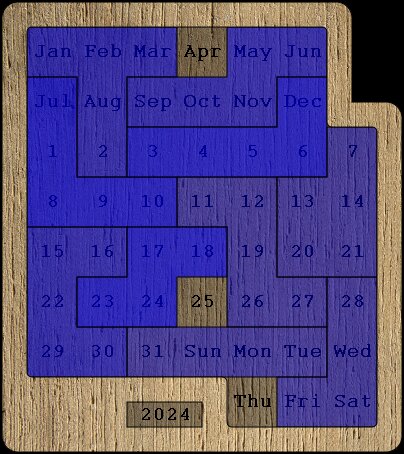 Jan Feb Mar Apr May Jun
Jul Aug Sep Oct Nov Dec
1 2 3 4 5 6 7
8 9 10 11 12 13 14
15 16 17 18 19 20 21
22 23 24 25 26 27 28
29 30 31 Sun Mon Tue Wed
2024 Thu Fri Sat